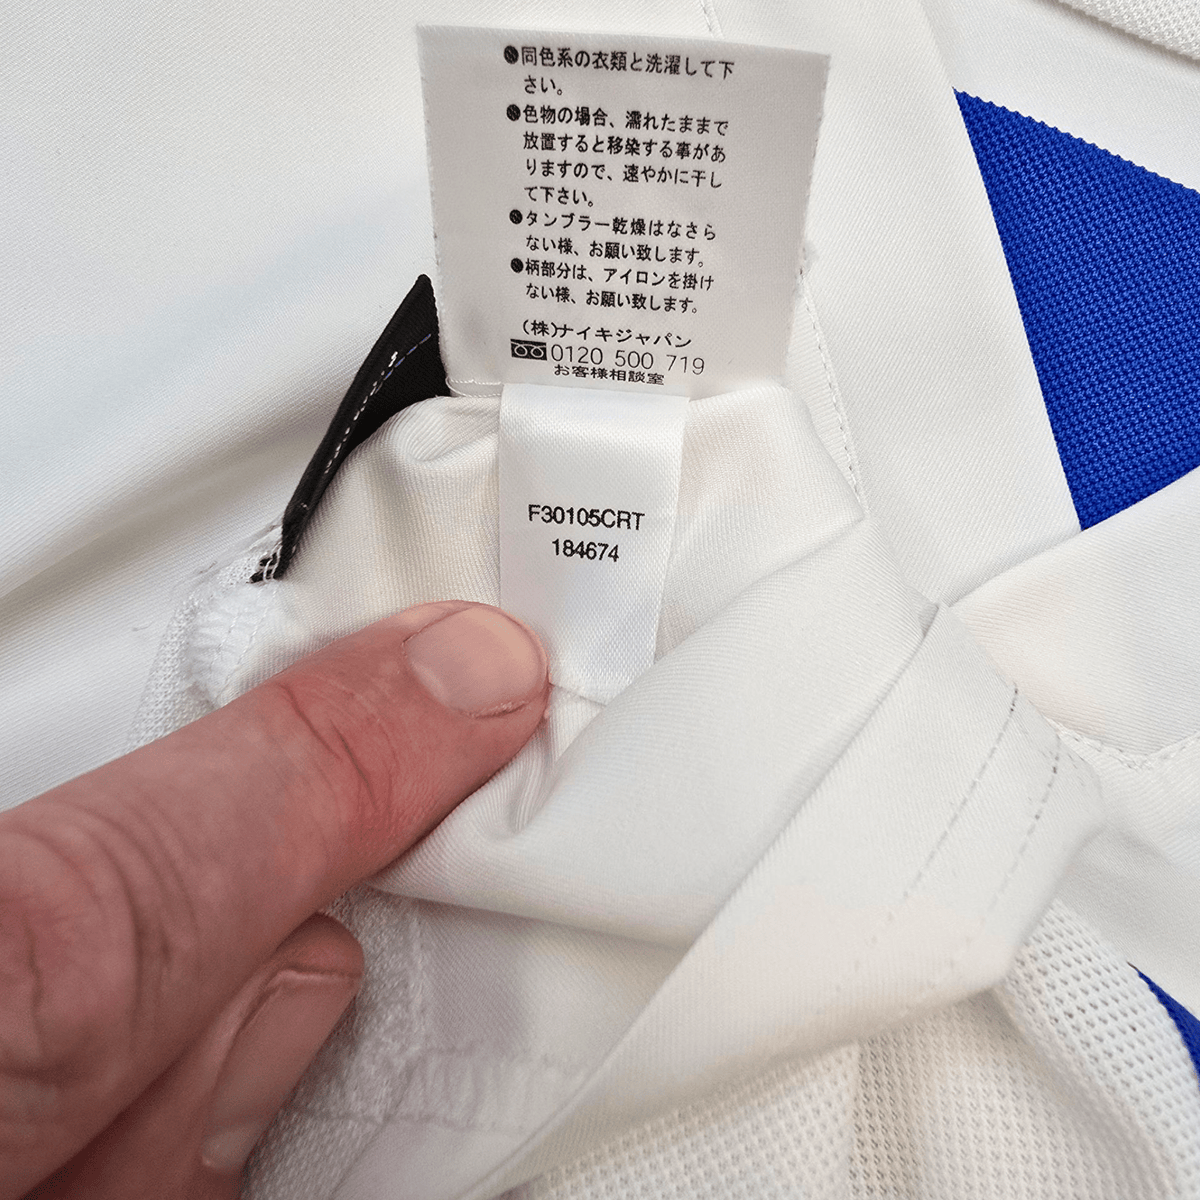 ●同色系の衣類と洗濯して下
さい。
●色物の場合、濡れたままで
放置すると移染する事があ
りますので、速やかに干し
て下さい。
●タンブラー乾燥はなさら
ない様、お願い致します。
●柄部分は、アイロンを掛け
ない様、お願い致します。
(株)ナイキジャパン
0120 500 719
お客様相談室
F30105CRT
184674